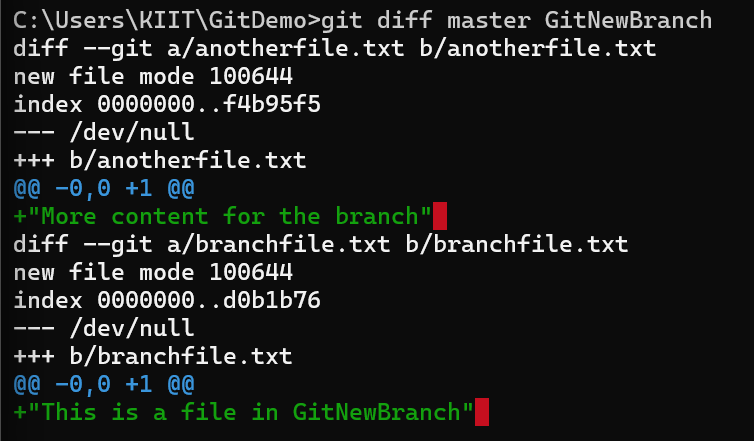 C:\Users\KIIT\GitDemo>git diff master GitNewBranch
diff --git a/anotherfile.txt b/anotherfile.txt
new file mode 100644
index 0000000..f4b95f5
--- /dev/null
+++ b/anotherfile.txt
@@ -0,0 +1 @@
+"More content for the branch"
diff --git a/branchfile.txt b/branchfile.txt
new file mode 100644
index 0000000..d0b1b76
--- /dev/null
+++ b/branchfile.txt
@@ -0,0 +1 @@
+"This is a file in GitNewBranch"